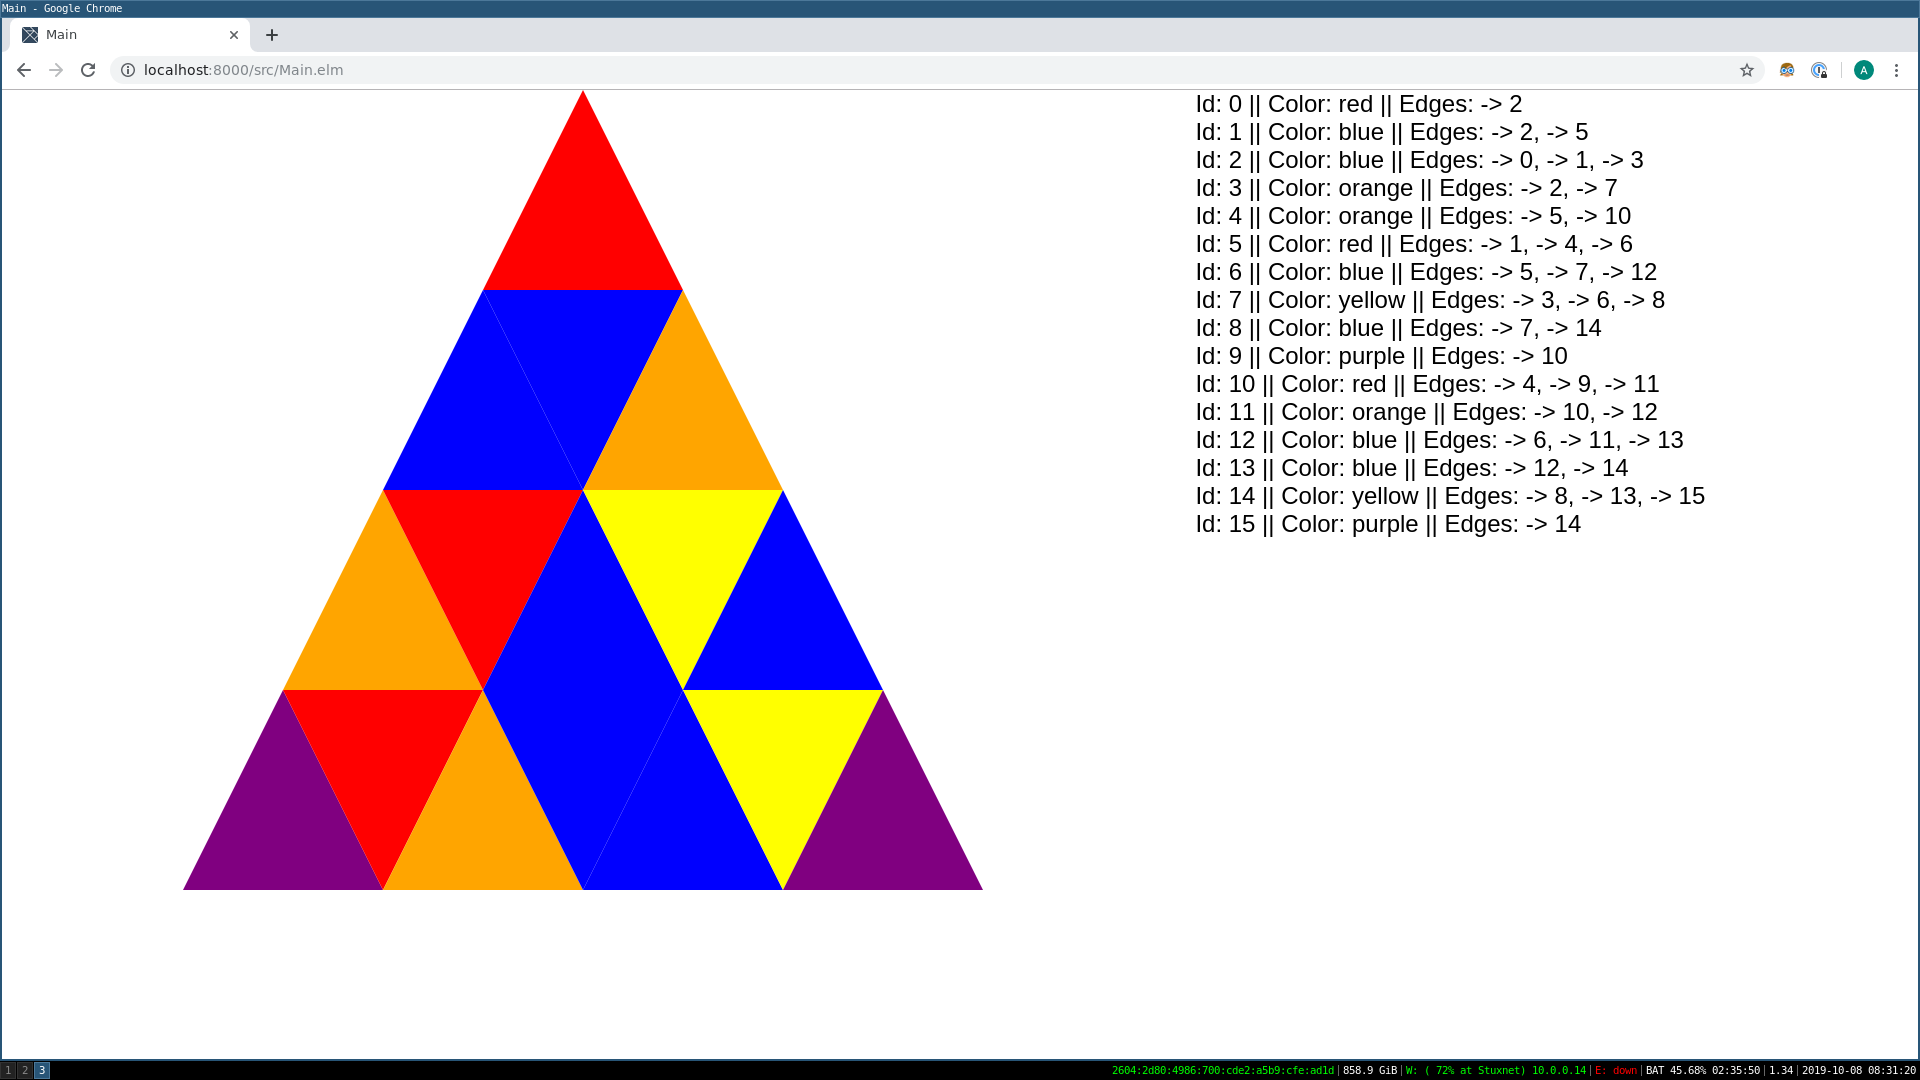 Main - Google Chrome
Main
localhost:8000/src/Main.elm
A
Id: 0 || Color: red || Edges: -> 2
Id: 1 || Color: blue || Edges: -> 2, -> 5
Id: 2 || Color: blue || Edges: -> 0, -> 1, -> 3
Id: 3 || Color: orange || Edges: -> 2, -> 7
Id: 4 || Color: orange || Edges: -> 5, -> 10
Id: 5 || Color: red || Edges: -> 1, -> 4, -> 6
Id: 6 || Color: blue || Edges: -> 5, -> 7, -> 12
Id: 7 || Color: yellow || Edges: -> 3, -> 6, -> 8
Id: 8 || Color: blue || Edges: -> 7, -> 14
Id: 9 || Color: purple || Edges: -> 10
Id: 10 || Color: red || Edges: -> 4, -> 9, -> 11
Id: 11 || Color: orange || Edges: -> 10, -> 12
Id: 12 || Color: blue || Edges: -> 6, -> 11, -> 13
Id: 13 || Color: blue || Edges: -> 12, -> 14
Id: 14 || Color: yellow || Edges: -> 8, -> 13, -> 15
Id: 15 || Color: purple || Edges: -> 14
1 2 3 2604:2d80:4986:700:cde2:a5b9:cfe:ad1d|858.9 GiB|W: ( 72% at Stuxnet) 10.0.0.14|E: down|BAT 45.68% 02:35:50|1.34|2019-10-08 08:31:20